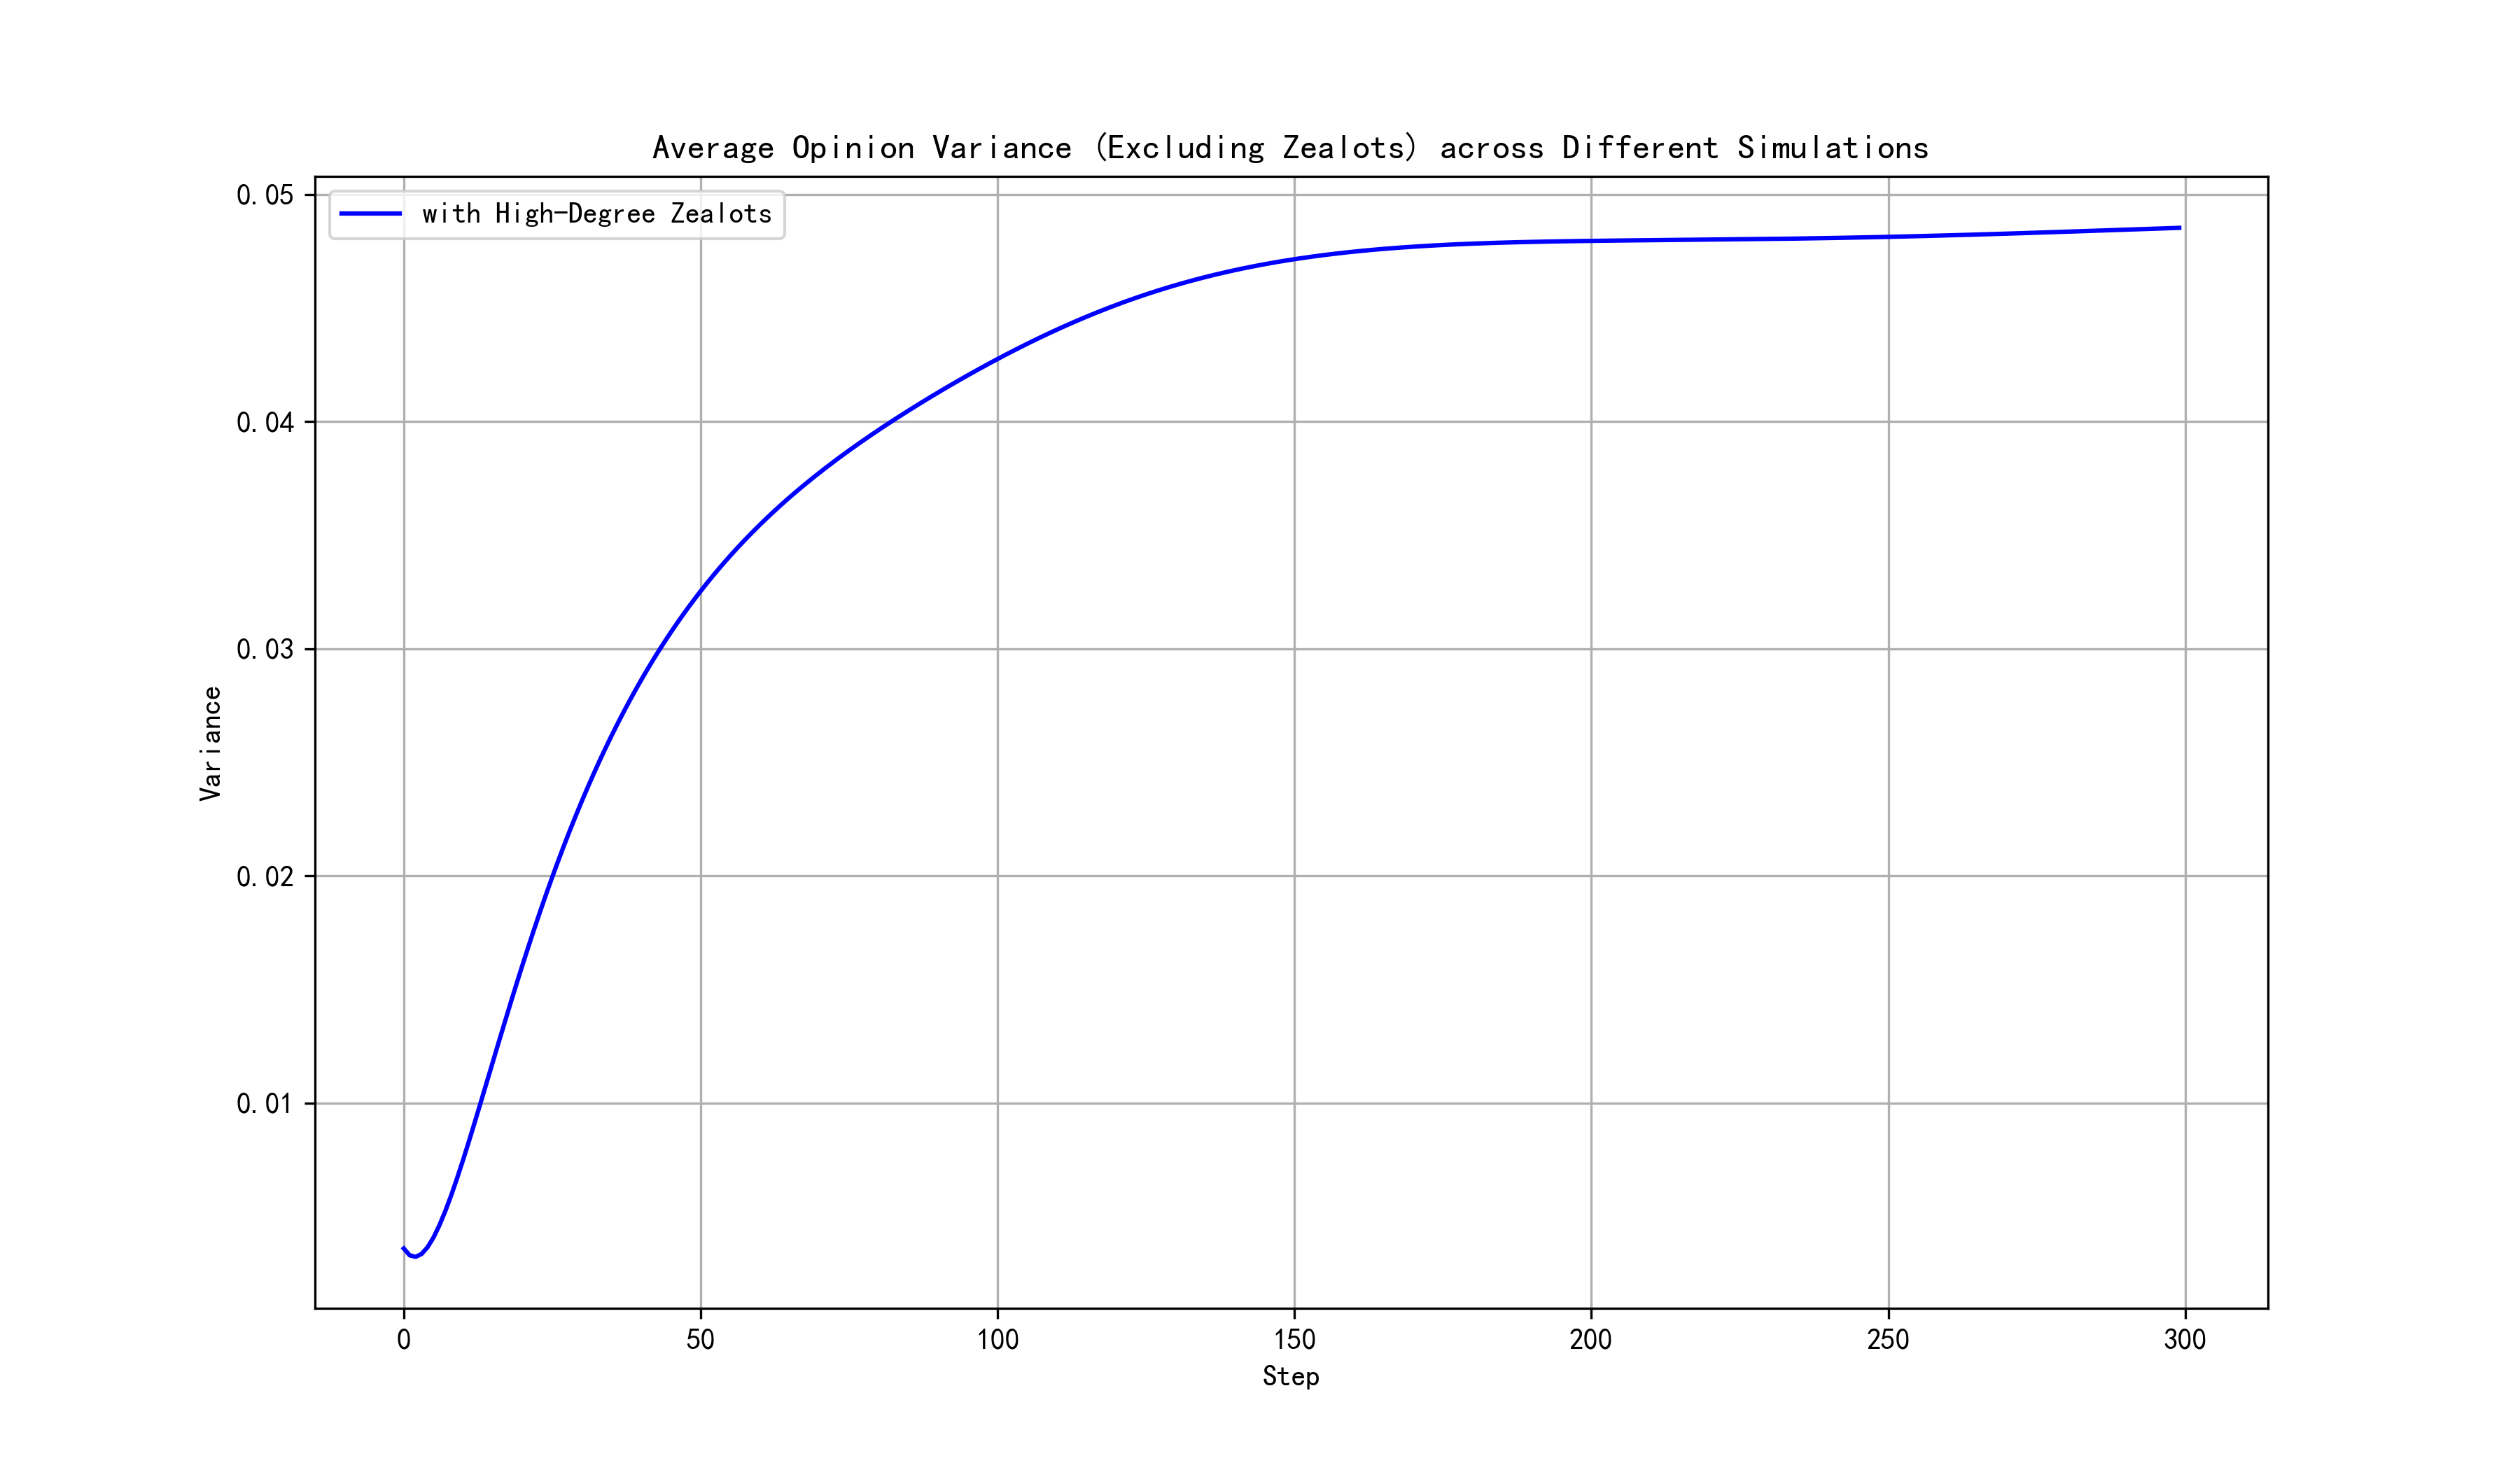 Average Opinion Variance (Excluding Zealots) across Different Simulations
with High-Degree Zealots
0.05
0.04
0.03
0.02
0.01
Variance
0 50 100 150 200 250 300
Step